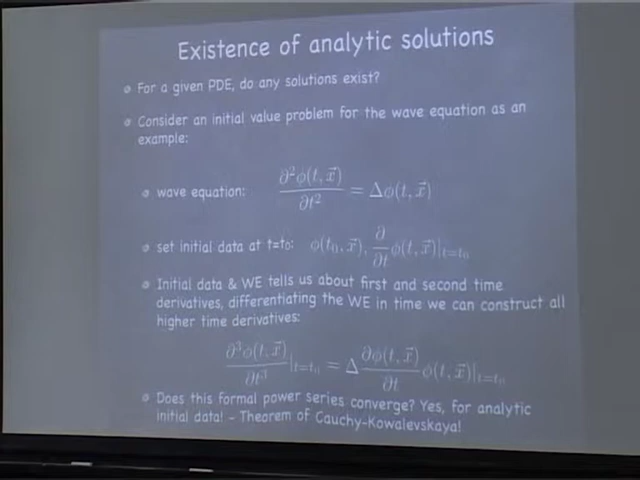 Existence of analytic solutions
For a given PDE, do any solutions exist?
Consider an initial value problem for the wave equation as an
example:
wave equation: ∂²φ(t, x⃗)/∂t² = Δφ(t, x⃗)
set initial data at t=t₀: φ(t₀, x⃗), ∂/∂t φ(t, x⃗)|t=t₀
Initial data & WE tells us about first and second time
derivatives, differentiating the WE in time we can construct all
higher time derivatives:
∂³φ(t, x⃗)/∂t³ |t=t₀ = Δ ∂φ(t, x⃗)/∂t φ(t, x⃗)|t=t₀
Does this formal power series converge? Yes, for analytic
initial data! - Theorem of Cauchy-Kowalevskaya!